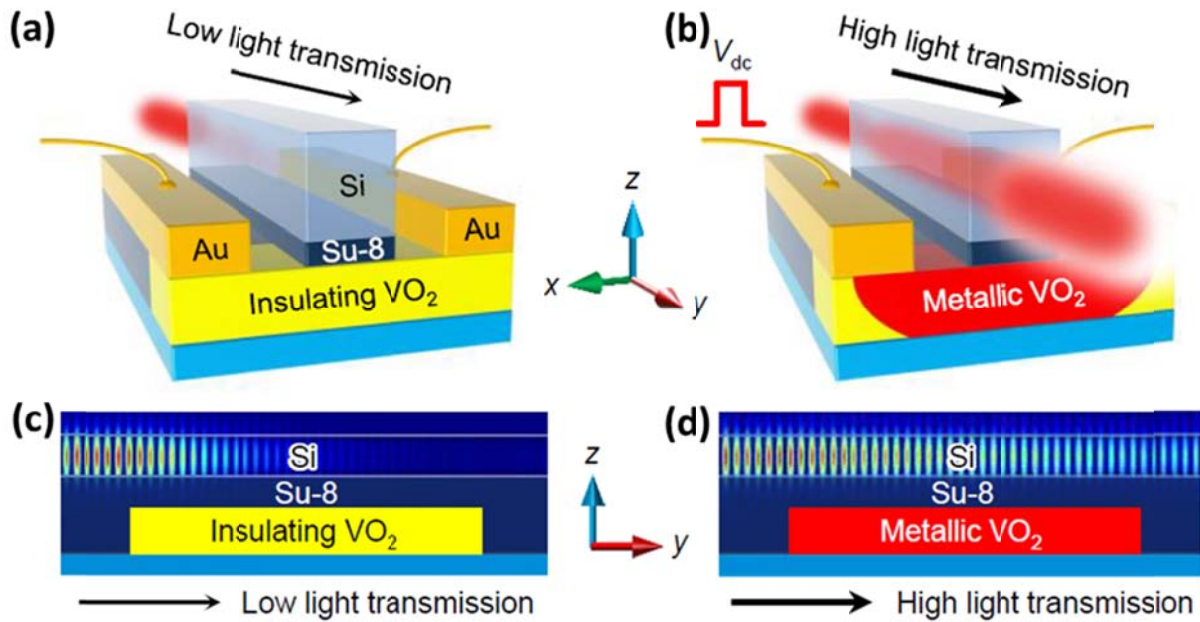 (a)
Low light transmission
Si
Au
Su-8
Au
Insulating VO₂
z
x
y
(b)
V_dc
High light transmission
Metallic VO₂
(c)
Si
Su-8
Insulating VO₂
Low light transmission
z
y
(d)
Si
Su-8
Metallic VO₂
High light transmission